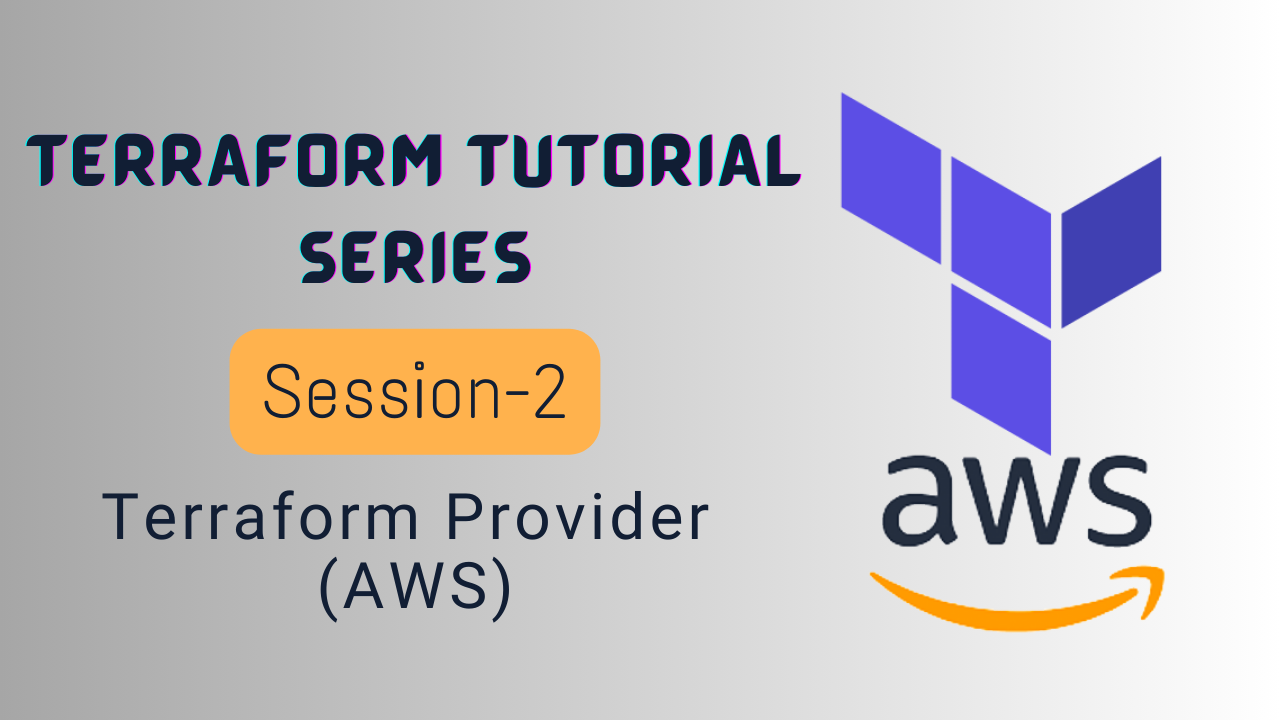 TERRAFORM TUTORIAL
SERIES
Session-2
Terraform Provider
(AWS)
aws